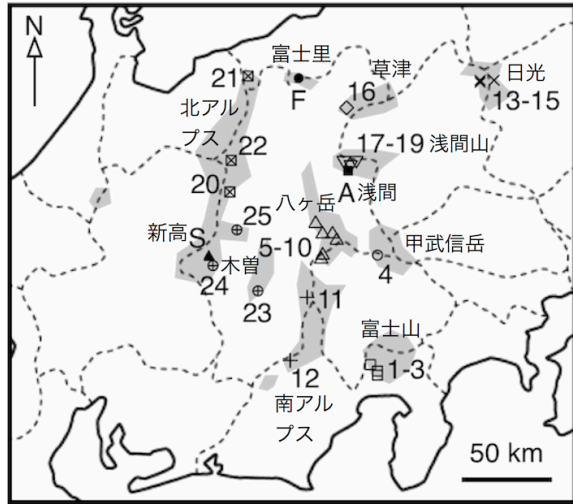 N
富士里
21
F
草津
16
日光
13-15
北アル
プス
22
17-19 浅間山
A 浅間
20
八ヶ岳
25
新高 S
5-10
甲武信岳
木曽
24
4
23
11
富士山
12
1-3
南アル
プス
50 km